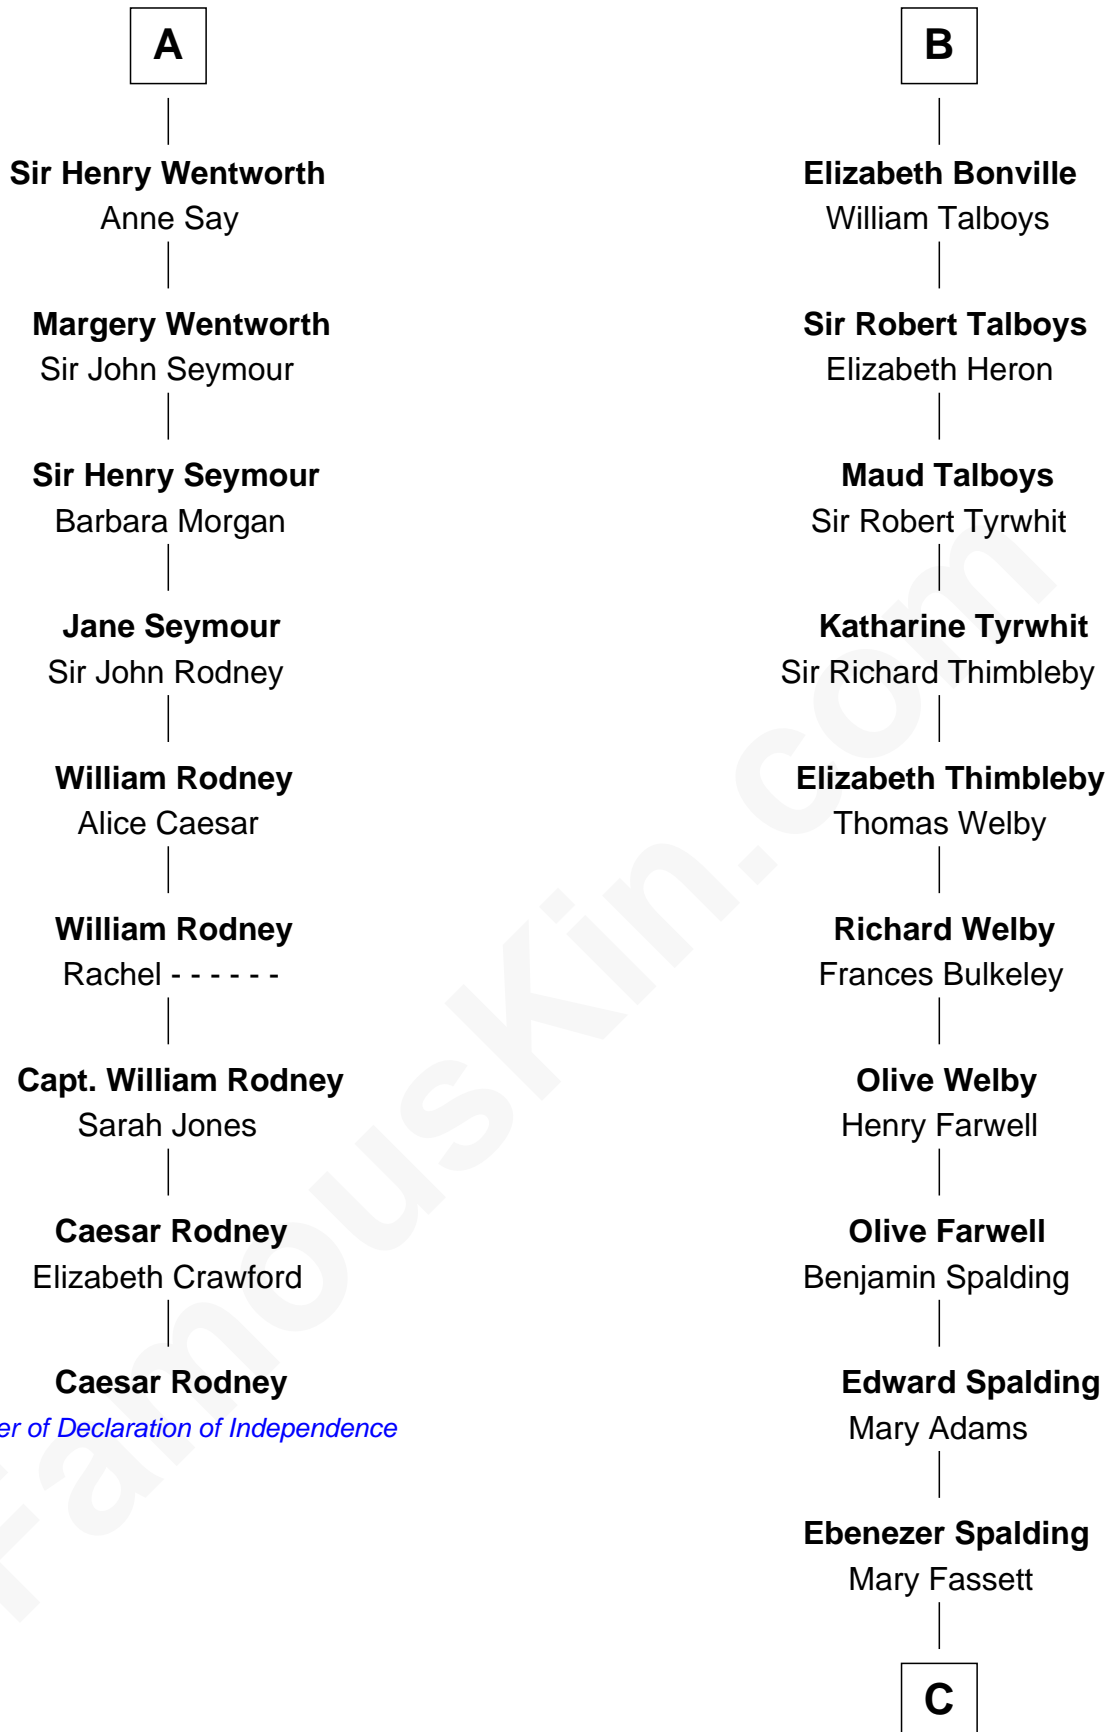 A
Sir Henry Wentworth
Anne Say
Margery Wentworth
Sir John Seymour
Sir Henry Seymour
Barbara Morgan
Jane Seymour
Sir John Rodney
William Rodney
Alice Caesar
William Rodney
Rachel - - - - - -
Capt. William Rodney
Sarah Jones
Caesar Rodney
Elizabeth Crawford
Caesar Rodney
of Declaration of Independence
B
Elizabeth Bonville
William Talboys
Sir Robert Talboys
Elizabeth Heron
Maud Talboys
Sir Robert Tyrwhit
Katharine Tyrwhit
Sir Richard Thimbleby
Elizabeth Thimbleby
Thomas Welby
Richard Welby
Frances Bulkeley
Olive Welby
Henry Farwell
Olive Farwell
Benjamin Spalding
Edward Spalding
Mary Adams
Ebenezer Spalding
Mary Fassett
C
FamousKin.com